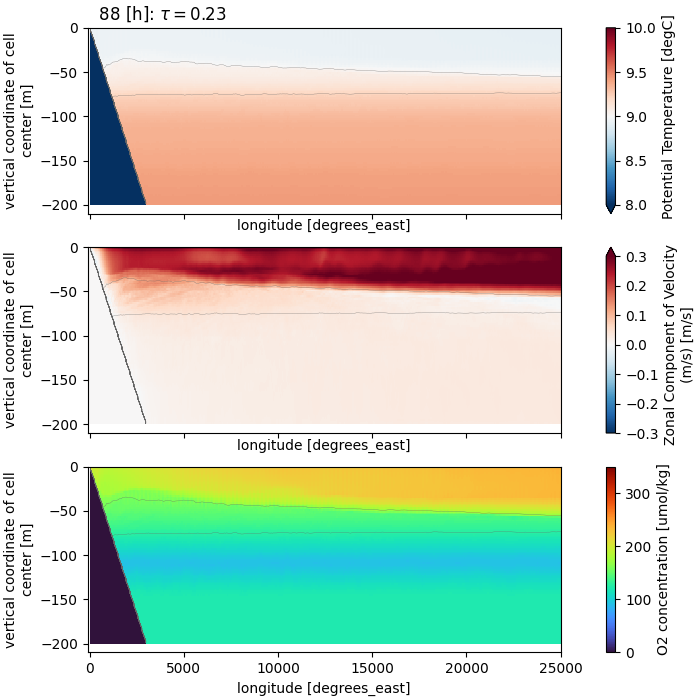 88 [h]: τ = 0.23
0
−50
−100
−150
−200
vertical coordinate of cell
center [m]
longitude [degrees_east]
10.0
9.5
9.0
8.5
8.0
Potential Temperature [degC]
0
−50
−100
−150
−200
vertical coordinate of cell
center [m]
longitude [degrees_east]
0.3
0.2
0.1
0.0
−0.1
−0.2
−0.3
Zonal Component of Velocity
(m/s) [m/s]
0
−50
−100
−150
−200
vertical coordinate of cell
center [m]
0 5000 10000 15000 20000 25000
longitude [degrees_east]
300
200
100
0
O2 concentration [umol/kg]